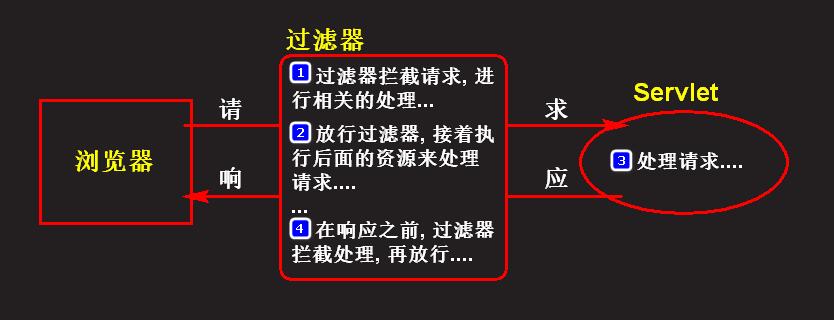 过滤器
浏览器
请
响
1 过滤器拦截请求, 进
行相关的处理...
2 放行过滤器, 接着执
行后面的资源来处理
请求....
...
4 在响应之前, 过滤器
拦截处理, 再放行....
求
应
Servlet
3 处理请求....